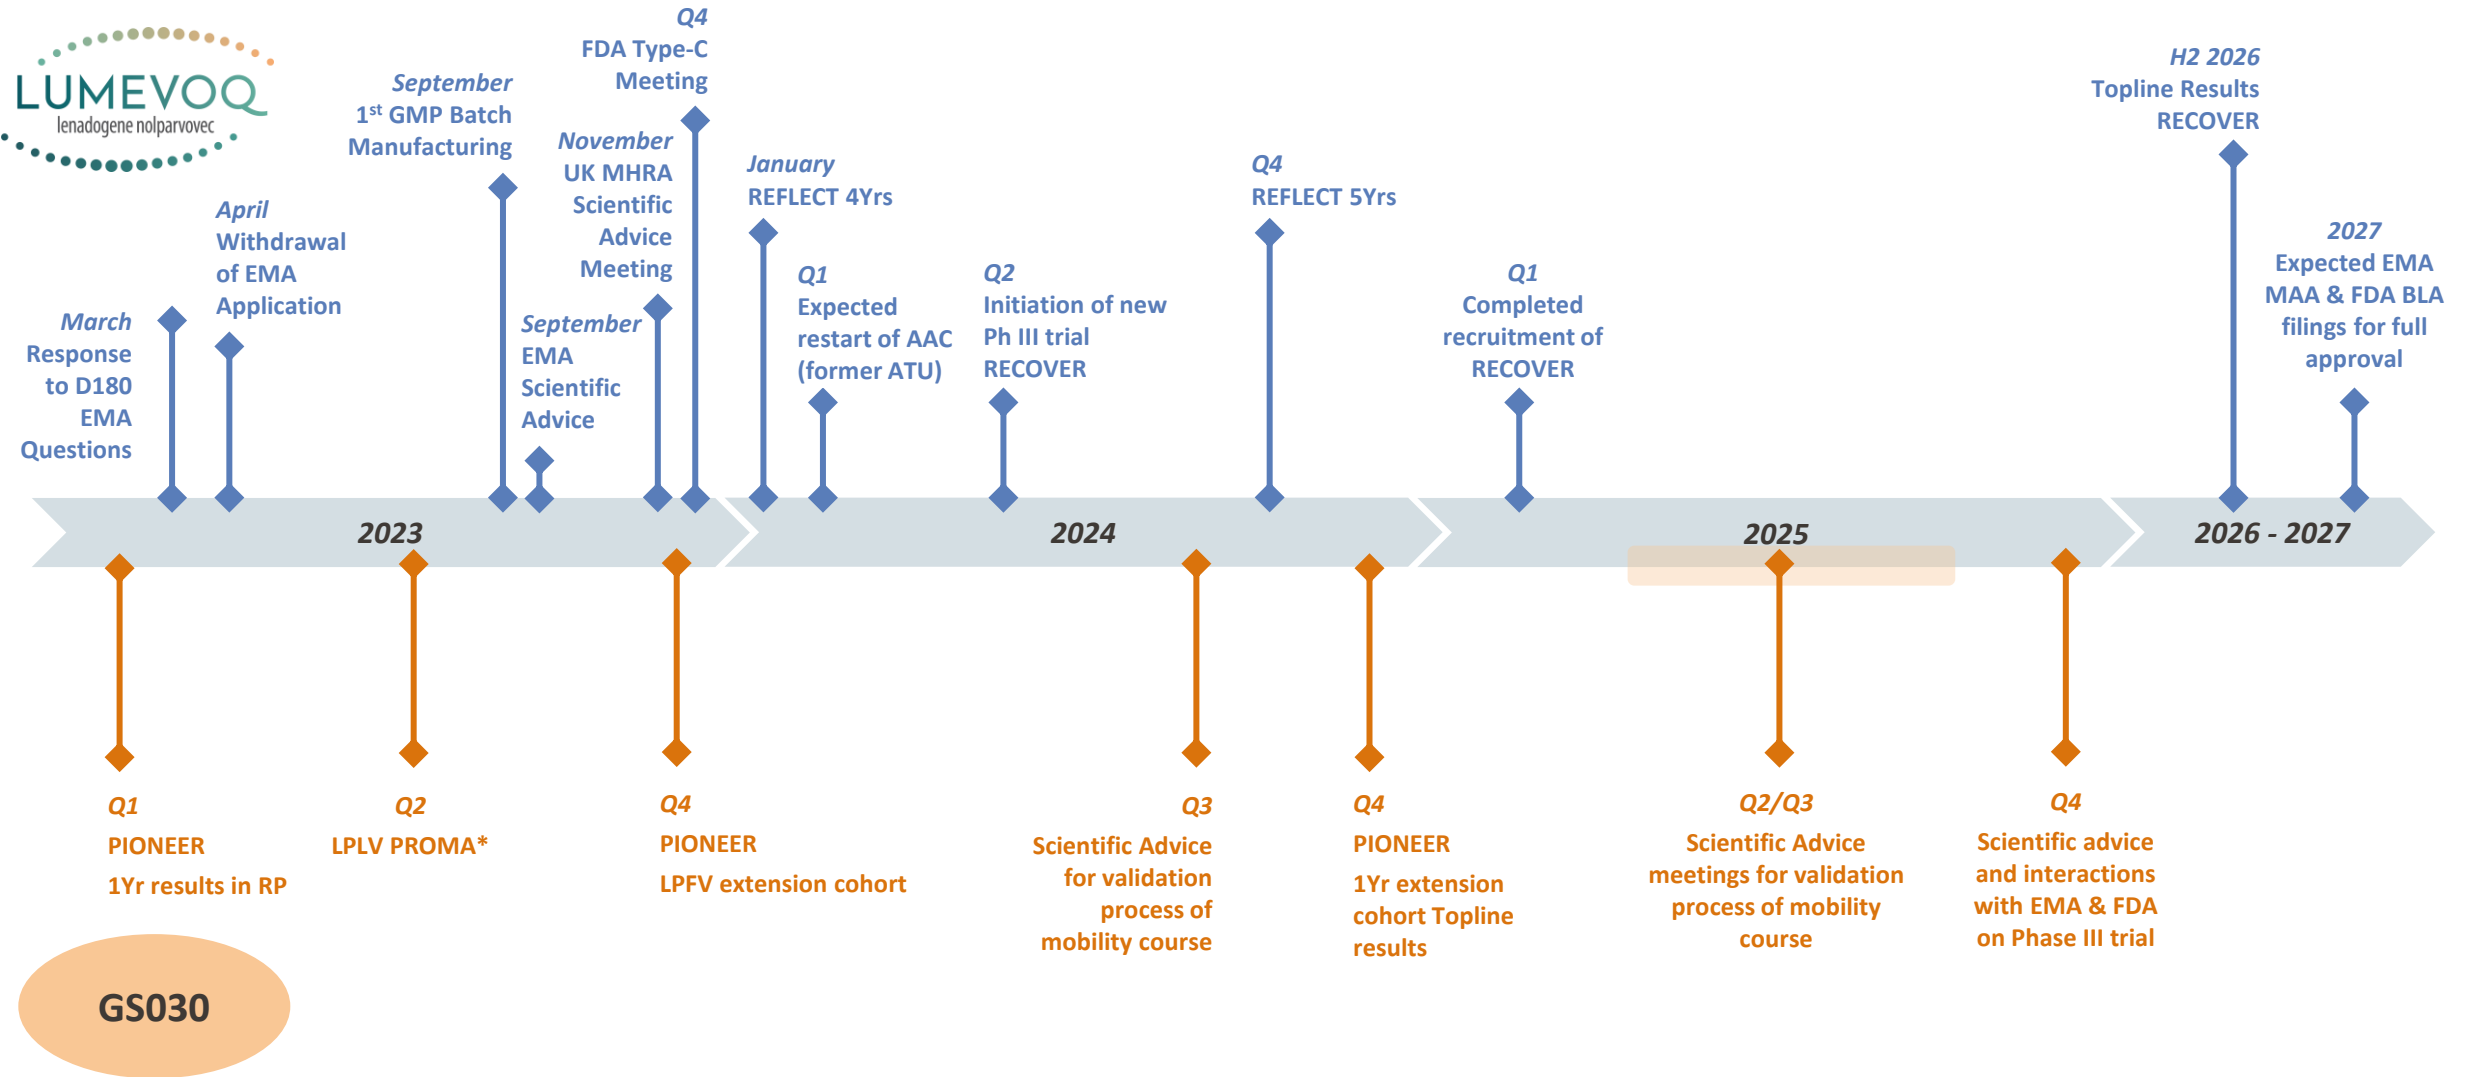 LUMEVOQ
lenadogene nolparvovec
March
Response
to D180
EMA
Questions
April
Withdrawal
of EMA
Application
September
1st GMP Batch
Manufacturing
September
EMA
Scientific
Advice
November
UK MHRA
Scientific
Advice
Meeting
Q4
FDA Type-C
Meeting
January
REFLECT 4Yrs
Q1
Expected
restart of AAC
(former ATU)
Q2
Initiation of new
Ph III trial
RECOVER
Q4
REFLECT 5Yrs
Q1
Completed
recruitment of
RECOVER
H2 2026
Topline Results
RECOVER
2027
Expected EMA
MAA & FDA BLA
filings for full
approval
2023
2024
2025
2026 - 2027
Q1
PIONEER
1Yr results in RP
Q2
LPLV PROMA*
Q4
PIONEER
LPFV extension cohort
Q3
Scientific Advice
for validation
process of
mobility course
Q4
PIONEER
1Yr extension
cohort Topline
results
Q2/Q3
Scientific Advice
meetings for validation
process of mobility
course
Q4
Scientific advice
and interactions
with EMA & FDA
on Phase III trial
GS030